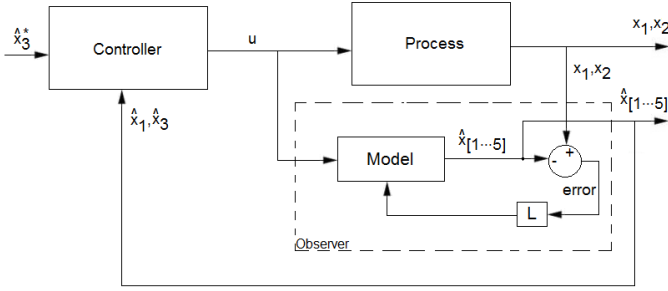 x̂₃*
Controller
u
Process
x₁,x₂
x₁,x₂
x̂[1···5]
x̂₁,x̂₃
Model
x̂[1···5]
+
-
error
L
Observer